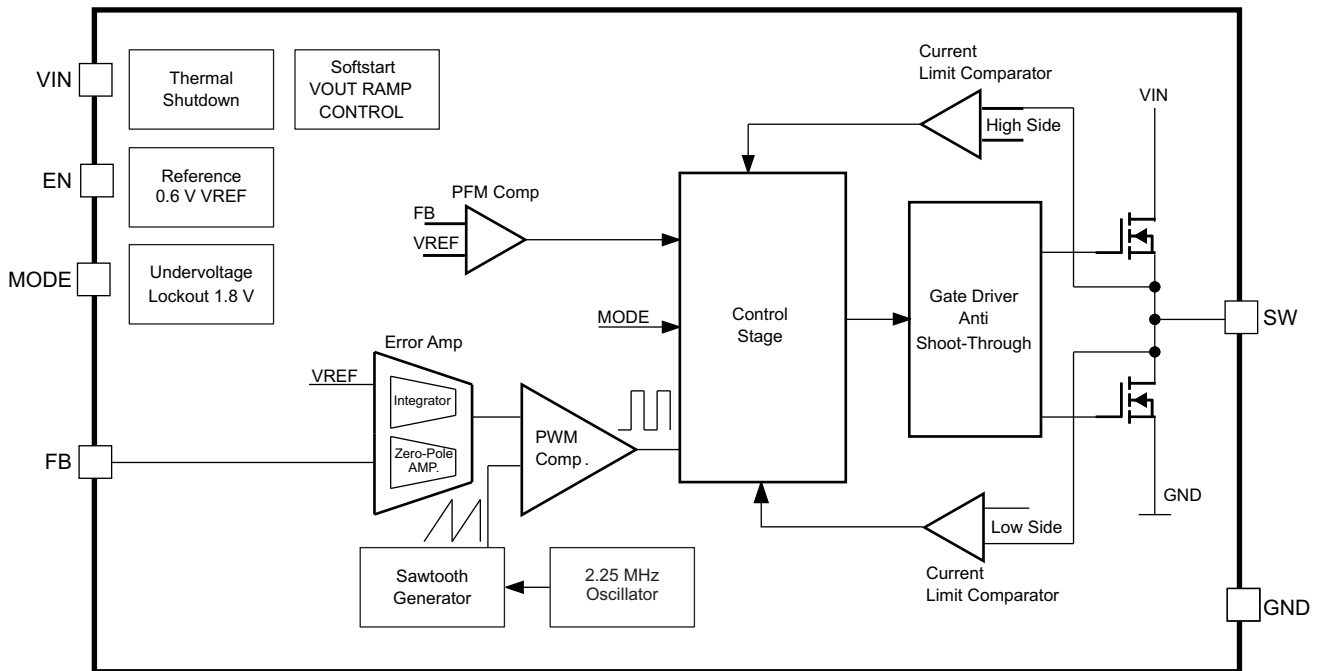 VIN
EN
MODE
FB
Thermal
Shutdown
Softstart
VOUT RAMP
CONTROL
Reference
0.6 V VREF
Undervoltage
Lockout 1.8 V
PFM Comp
FB
VREF
MODE
Error Amp
VREF
Integrator
Zero-Pole
AMP.
PWM
Comp .
Sawtooth
Generator
2.25 MHz
Oscillator
Control
Stage
Current
Limit Comparator
High Side
Gate Driver
Anti
Shoot-Through
Low Side
Current
Limit Comparator
VIN
GND
SW
GND